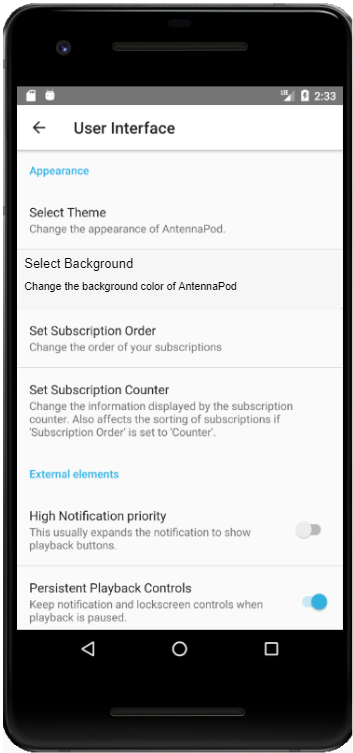 LTE 2:33
User Interface
Appearance
Select Theme
Change the appearance of AntennaPod.
Select Background
Change the background color of AntennaPod
Set Subscription Order
Change the order of your subscriptions
Set Subscription Counter
Change the information displayed by the subscription
counter. Also affects the sorting of subscriptions if
'Subscription Order' is set to 'Counter'.
External elements
High Notification priority
This usually expands the notification to show
playback buttons.
Persistent Playback Controls
Keep notification and lockscreen controls when
playback is paused.